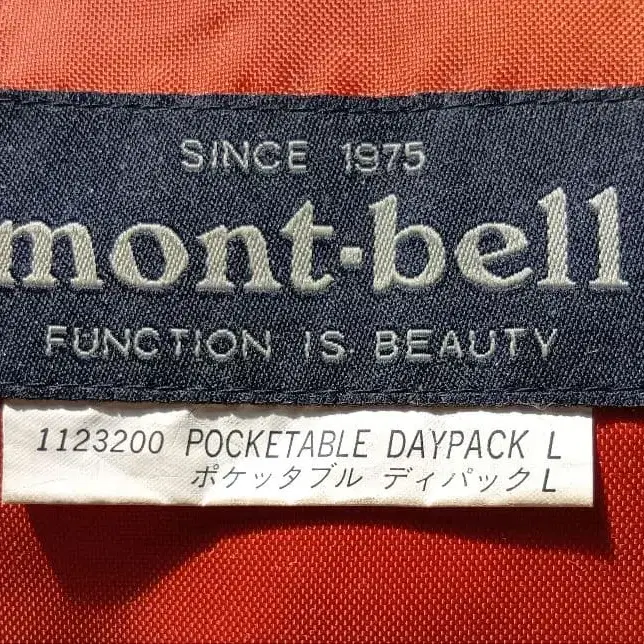 SINCE 1975
mont-bell
FUNCTION IS BEAUTY
1123200 POCKETABLE DAYPACK L
ポケッタブル ディパック L